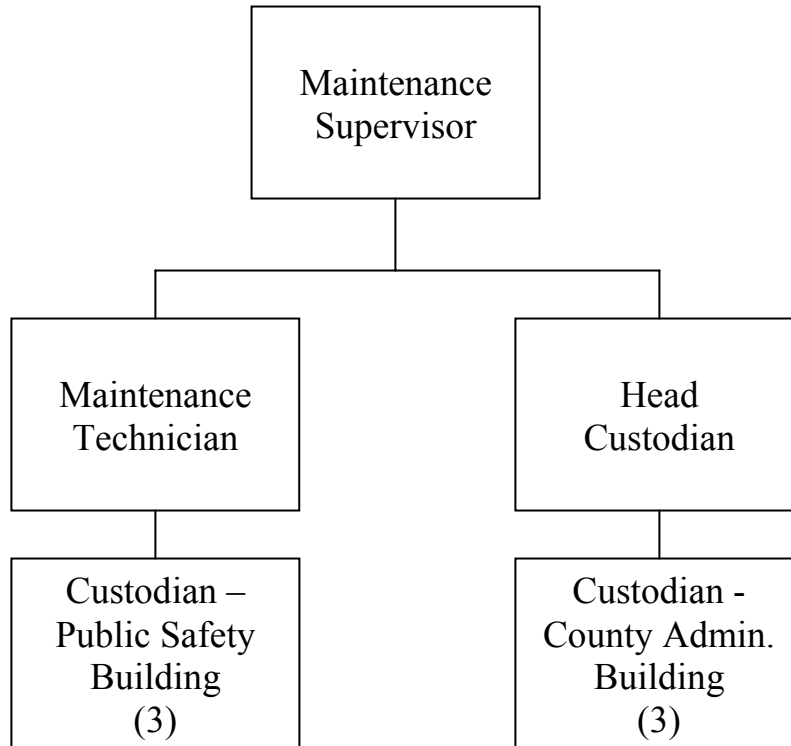 Maintenance
Supervisor
Maintenance
Technician
Head
Custodian
Custodian –
Public Safety
Building
(3)
Custodian -
County Admin.
Building
(3)